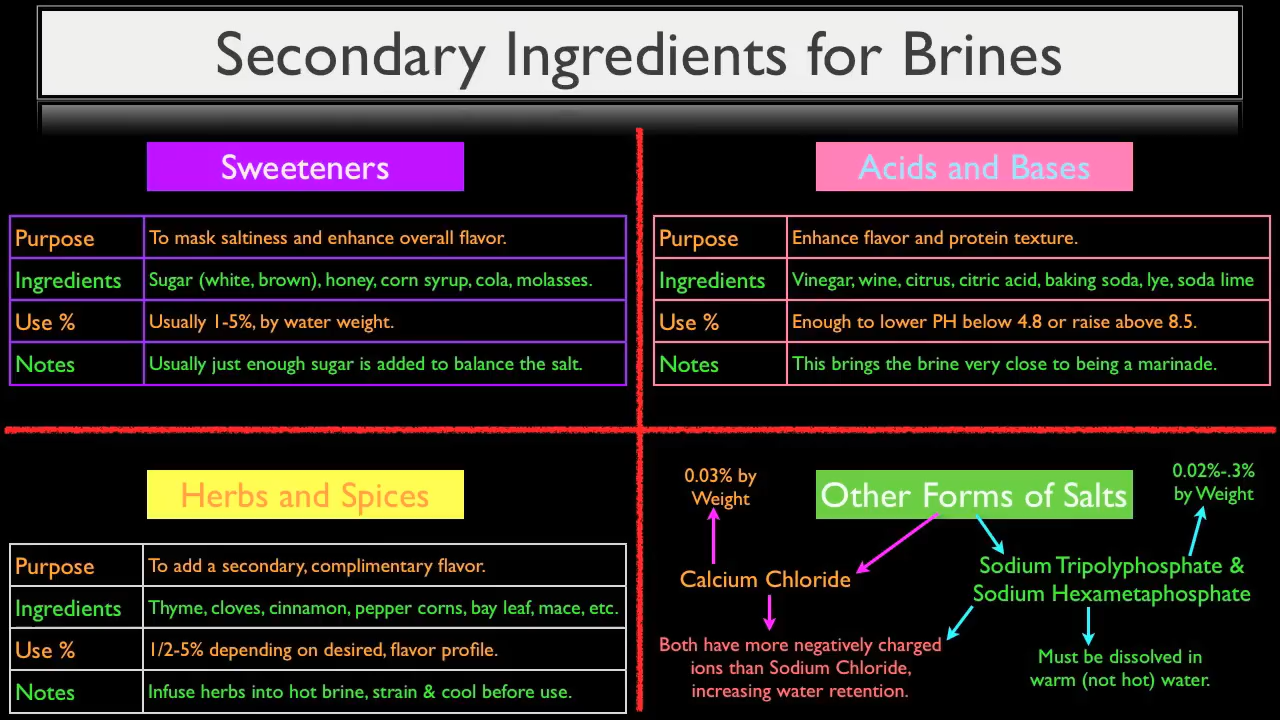 Secondary Ingredients for Brines
Sweeteners
Purpose To mask saltiness and enhance overall flavor.
Ingredients Sugar (white, brown), honey, corn syrup, cola, molasses.
Use % Usually 1-5%, by water weight.
Notes Usually just enough sugar is added to balance the salt.
Acids and Bases
Purpose Enhance flavor and protein texture.
Ingredients Vinegar, wine, citrus, citric acid, baking soda, lye, soda lime
Use % Enough to lower PH below 4.8 or raise above 8.5.
Notes This brings the brine very close to being a marinade.
Herbs and Spices
Purpose To add a secondary, complimentary flavor.
Ingredients Thyme, cloves, cinnamon, pepper corns, bay leaf, mace, etc.
Use % 1/2-5% depending on desired, flavor profile.
Notes Infuse herbs into hot brine, strain & cool before use.
Other Forms of Salts
0.03% by
Weight
Calcium Chloride
0.02%-.3%
by Weight
Sodium Tripolyphosphate &
Sodium Hexametaphosphate
Both have more negatively charged
ions than Sodium Chloride,
increasing water retention.
Must be dissolved in
warm (not hot) water.